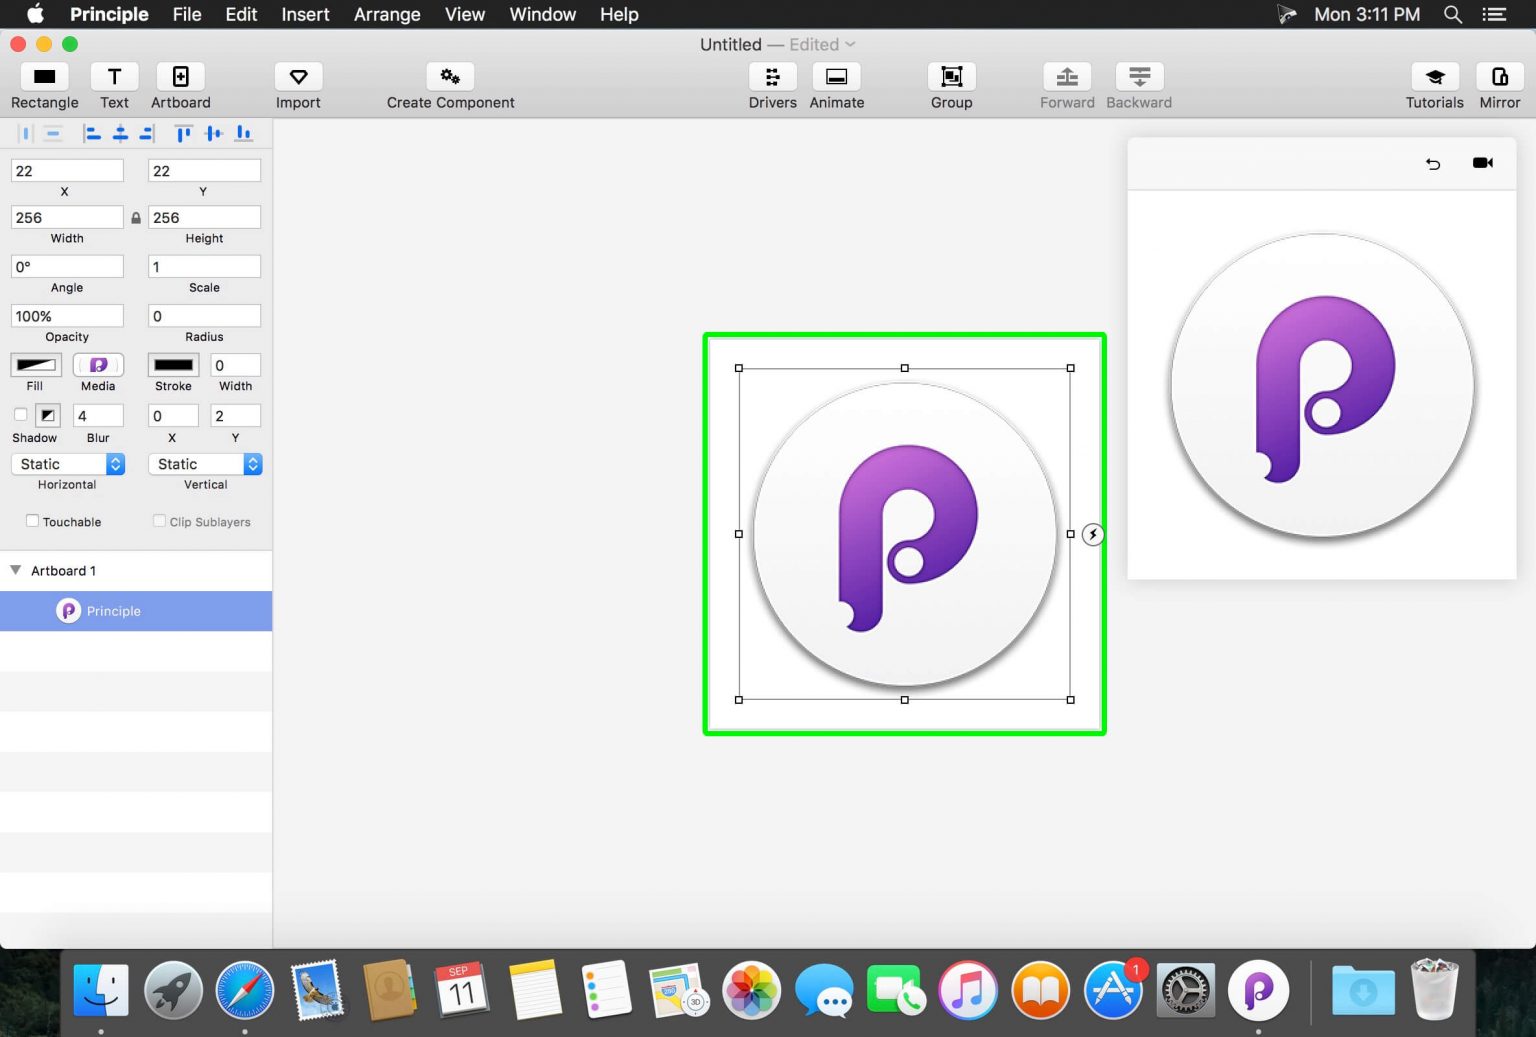 Principle File Edit Insert Arrange View Window Help Mon 3:11 PM
Untitled — Edited
Rectangle Text Artboard Import Create Component Drivers Animate Group Forward Backward Tutorials Mirror
22 22
X Y
256 256
Width Height
0° 1
Angle Scale
100% 0
Opacity Radius
0
Fill Media Stroke Width
4 0 2
Shadow Blur X Y
Static Static
Horizontal Vertical
Touchable Clip Sublayers
Artboard 1
Principle
SEP
11
3D
1